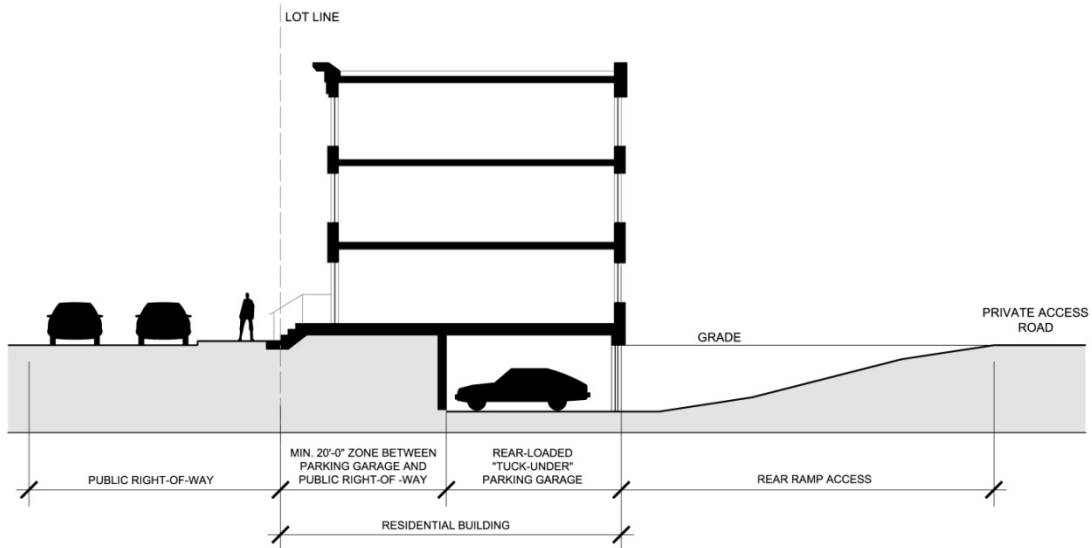 LOT LINE
PRIVATE ACCESS
ROAD
GRADE
MIN. 20'-0" ZONE BETWEEN
PARKING GARAGE AND
PUBLIC RIGHT-OF -WAY
REAR-LOADED
"TUCK-UNDER"
PARKING GARAGE
PUBLIC RIGHT-OF-WAY
REAR RAMP ACCESS
RESIDENTIAL BUILDING